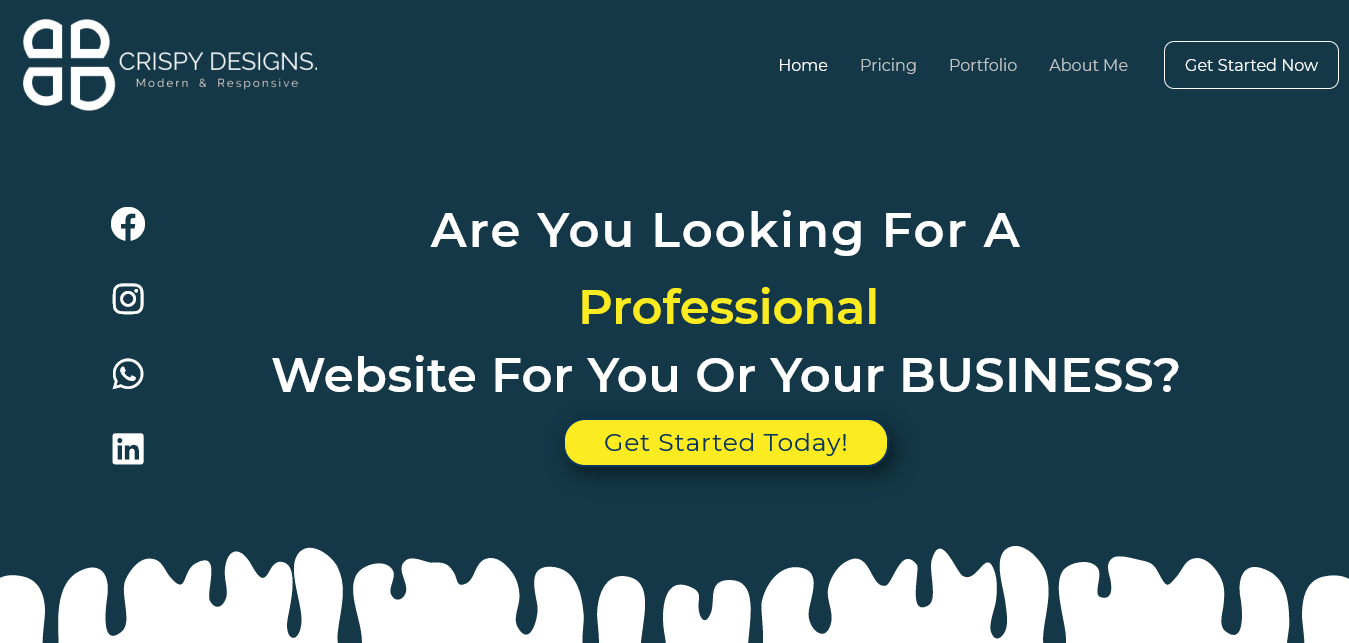 CRISPY DESIGNS.
Modern & Responsive
Home
Pricing
Portfolio
About Me
Get Started Now
Are You Looking For A
Professional
Website For You Or Your BUSINESS?
Get Started Today!